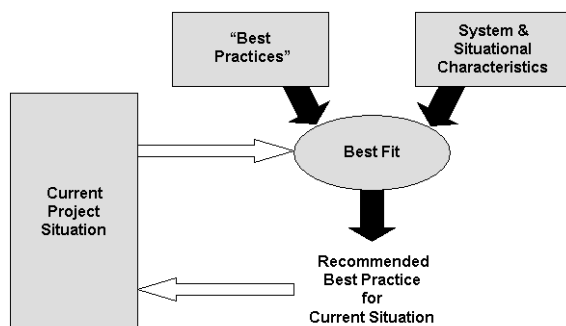 “Best
Practices”
System &
Situational
Characteristics
Best Fit
Current
Project
Situation
Recommended
Best Practice
for
Current Situation